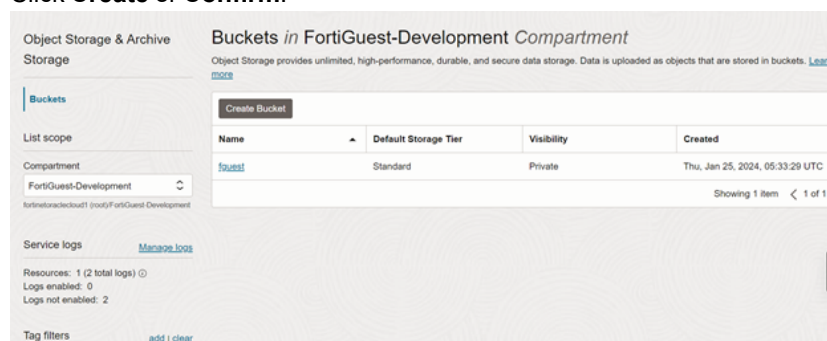 Click Create or Confirm.
Object Storage & Archive
Storage
Buckets
List scope
Compartment
FortiGuest-Development
fortinetoraclecloud1 (root)/FortiGuest-Development
Service logs Manage logs
Resources: 1 (2 total logs)
Logs enabled: 0
Logs not enabled: 2
Tag filters add | clear
Buckets in FortiGuest-Development Compartment
Object Storage provides unlimited, high-performance, durable, and secure data storage. Data is uploaded as objects that are stored in buckets. Learn
more
Create Bucket
Name Default Storage Tier Visibility Created
fguest Standard Private Thu, Jan 25, 2024, 05:33:29 UTC
Showing 1 item < 1 of 1